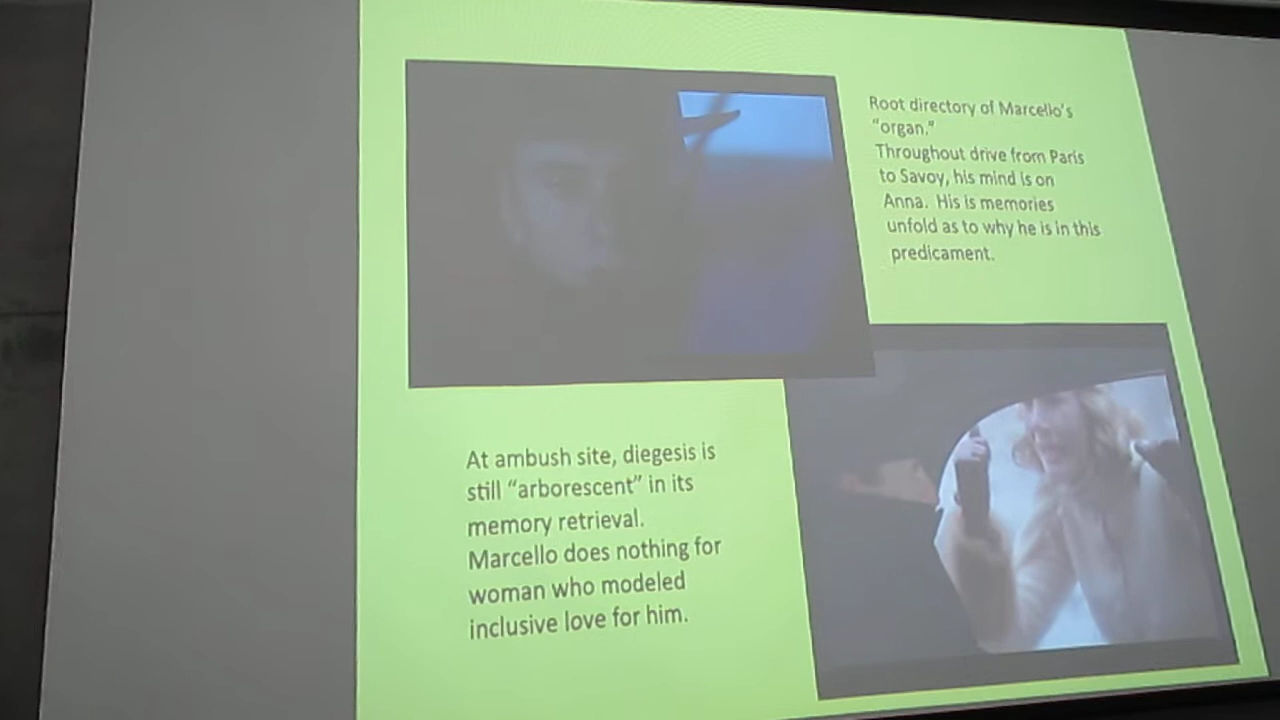 Root directory of Marcello's
"organ."
Throughout drive from Paris
to Savoy, his mind is on
Anna. His is memories
unfold as to why he is in this
predicament.
At ambush site, diegesis is
still "arborescent" in its
memory retrieval.
Marcello does nothing for
woman who modeled
inclusive love for him.